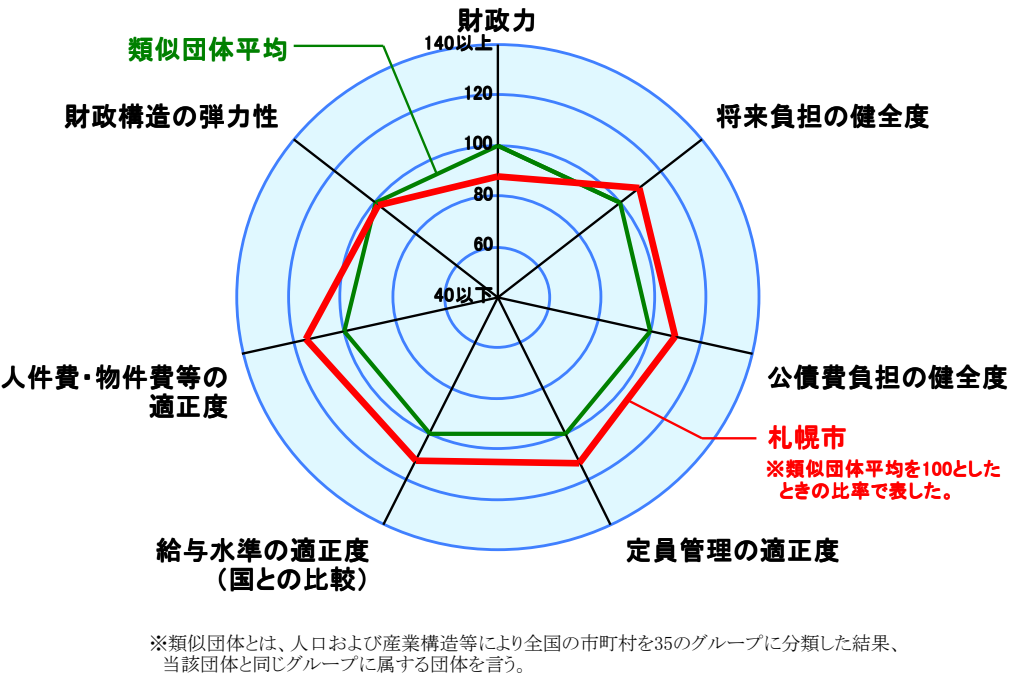 財政力
140以上
類似団体平均
120
財政構造の弾力性
将来負担の健全度
100
80
60
40以下
人件費・物件費等の
適正度
公債費負担の健全度
札幌市
※類似団体平均を100とした
ときの比率で表した。
給与水準の適正度
（国との比較）
定員管理の適正度
※類似団体とは、人口および産業構造等により全国の市町村を35のグループに分類した結果、
当該団体と同じグループに属する団体を言う。